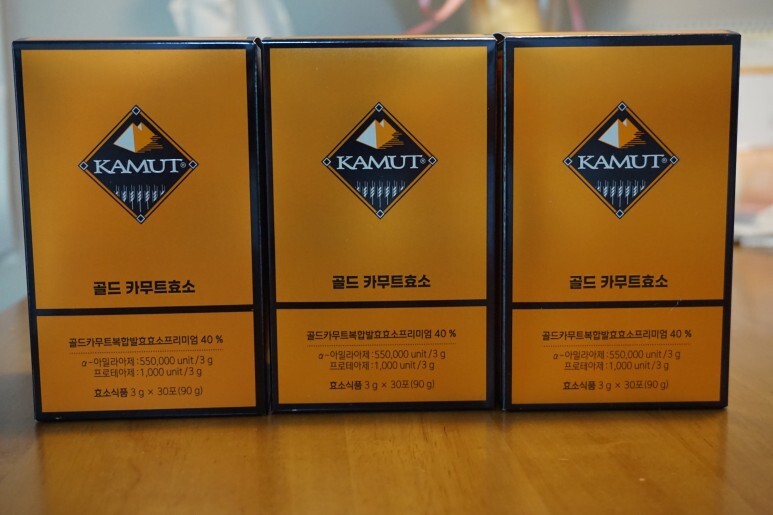 KAMUT®
골드 카무트효소
골드카무트복합발효효소프리미엄 40 %
α-아밀라아제 : 550,000 unit/3 g
프로테아제 : 1,000 unit/3 g
효소식품 3 g × 30포(90 g)
KAMUT®
골드 카무트효소
골드카무트복합발효효소프리미엄 40 %
α-아밀라아제 : 550,000 unit/3 g
프로테아제 : 1,000 unit/3 g
효소식품 3 g × 30포(90 g)
KAMUT®
골드 카무트효소
골드카무트복합발효효소프리미엄 40 %
α-아밀라아제 : 550,000 unit/3 g
프로테아제 : 1,000 unit/3 g
효소식품 3 g × 30포(90 g)